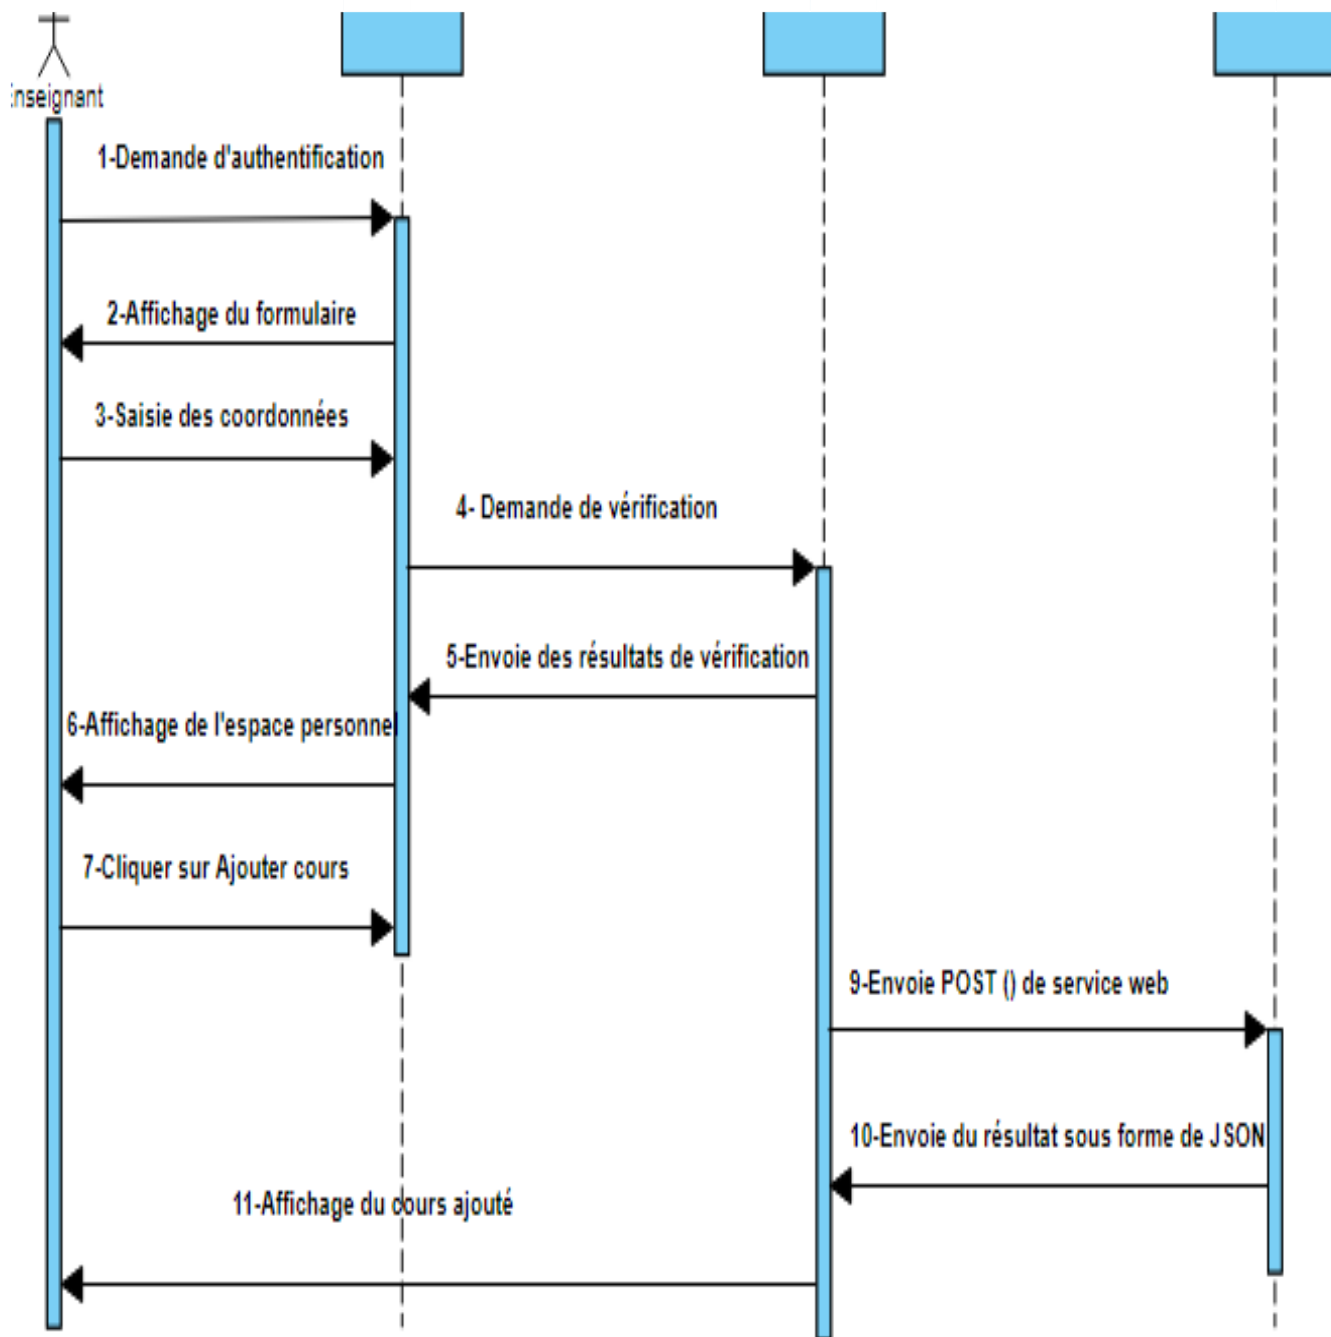 nseignant
1-Demande d'authentification
2-Affichage du formulaire
3-Saisie des coordonnées
4- Demande de vérification
5-Envoie des résultats de vérification
6-Affichage de l'espace personnel
7-Cliquer sur Ajouter cours
9-Envoie POST () de service web
10-Envoie du résultat sous forme de JSON
11-Affichage du cours ajouté